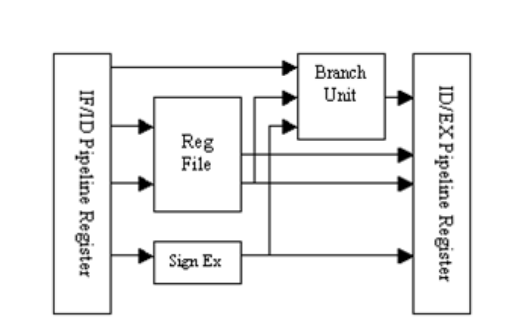 IF/ID Pipeline Register
Reg
File
Sign Ex
Branch
Unit
ID/EX Pipeline Register